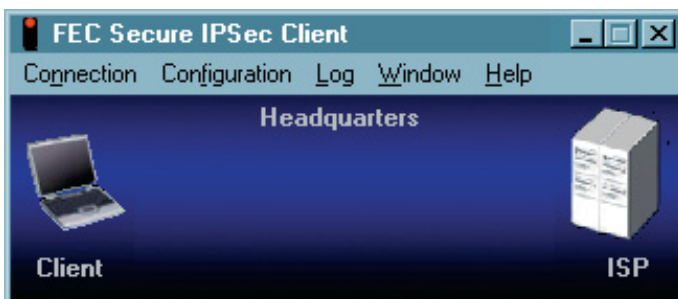 FEC Secure IPSec Client
Connection Configuration Log Window Help
Headquarters
Client
ISP